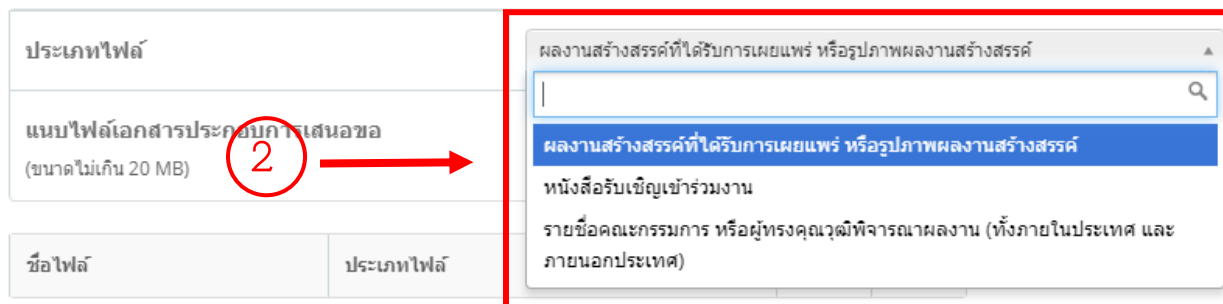 ประเภทไฟล์
ผลงานสร้างสรรค์ที่ได้รับการเผยแพร่ หรือรูปภาพผลงานสร้างสรรค์
แนบไฟล์เอกสารประกอบการเสนอขอ
(ขนาดไม่เกิน 20 MB)
2
ผลงานสร้างสรรค์ที่ได้รับการเผยแพร่ หรือรูปภาพผลงานสร้างสรรค์
หนังสือรับเชิญเข้าร่วมงาน
รายชื่อคณะกรรมการ หรือผู้ทรงคุณวุฒิพิจารณาผลงาน (ทั้งภายในประเทศ และ
ภายนอกประเทศ)
ชื่อไฟล์
ประเภทไฟล์